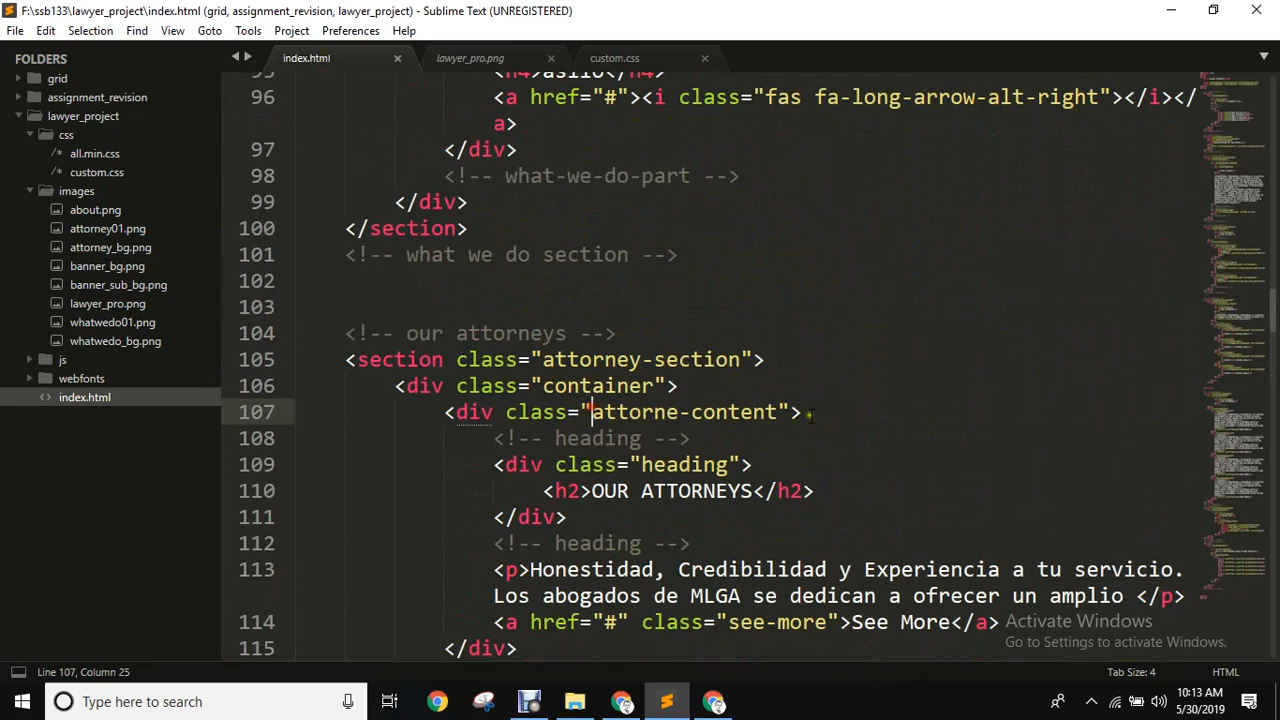 F:\ssb133\lawyer_project\index.html (grid, assignment_revision, lawyer_project) - Sublime Text (UNREGISTERED)
File Edit Selection Find View Goto Tools Project Preferences Help
FOLDERS
grid
assignment_revision
lawyer_project
css
/* all.min.css
/* custom.css
images
about.png
attorney01.png
attorney_bg.png
banner_bg.png
banner_sub_bg.png
lawyer_pro.png
whatwedo01.png
whatwedo_bg.png
js
webfonts
<> index.html
index.html lawyer_pro.png custom.css
95 <h4>asilo</h4>
96 <a href="#"><i class="fas fa-long-arrow-alt-right"></i></
a>
97 </div>
98 <!-- what-we-do-part -->
99 </div>
100 </section>
101 <!-- what we do section -->
102
103
104 <!-- our attorneys -->
105 <section class="attorney-section">
106 <div class="container">
107 <div class="attorne-content">
108 <!-- heading -->
109 <div class="heading">
110 <h2>OUR ATTORNEYS</h2>
111 </div>
112 <!-- heading -->
113 <p>Honestidad, Credibilidad y Experiencia a tu servicio.
Lss abogados de MLGA se dedican a ofrecer un amplio </p>
114 <a href="#" class="see-more">See More</a>
115 </div>
Activate Windows
Go to Settings to activate Windows.
Line 107, Column 25 Tab Size: 4 HTML
Type here to search
10:13 AM
5/30/2019